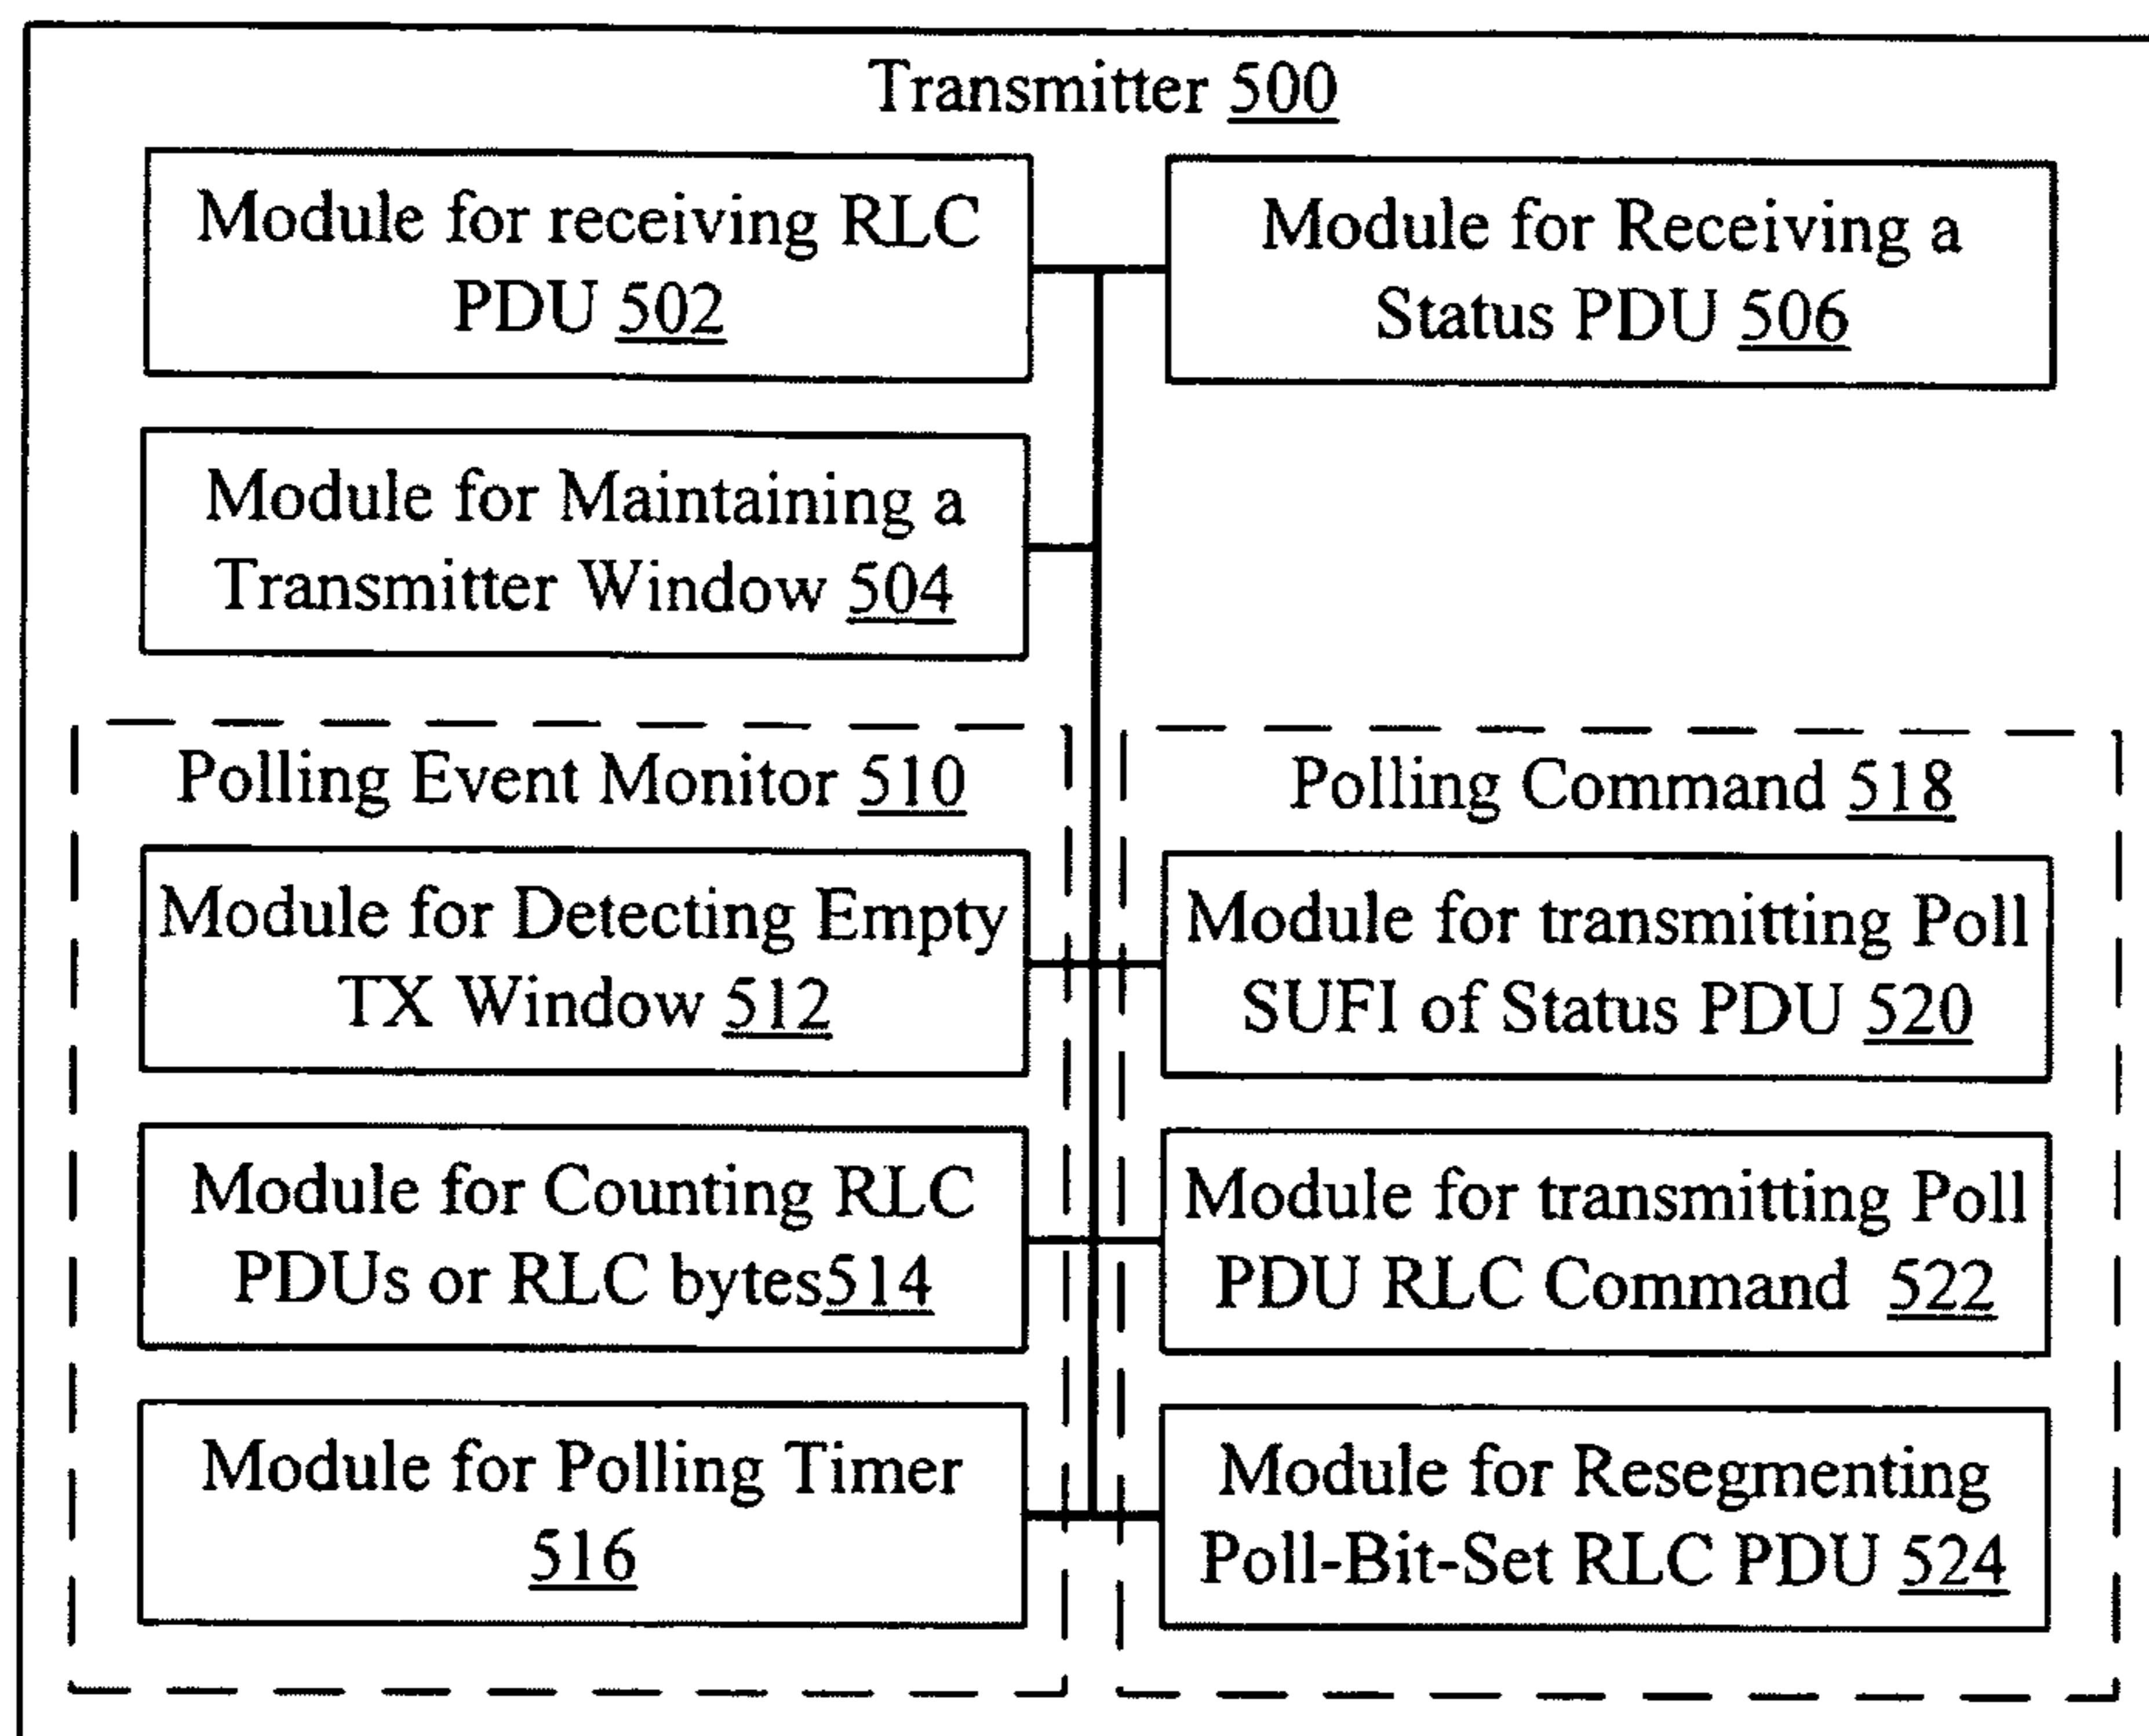 Transmitter 500
Module for receiving RLC
PDU 502
Module for Receiving a
Status PDU 506
Module for Maintaining a
Transmitter Window 504
Polling Event Monitor 510
Module for Detecting Empty
TX Window 512
Module for Counting RLC
PDUs or RLC bytes514
Module for Polling Timer
516
Polling Command 518
Module for transmitting Poll
SUFI of Status PDU 520
Module for transmitting Poll
PDU RLC Command 522
Module for Resegmenting
Poll-Bit-Set RLC PDU 524